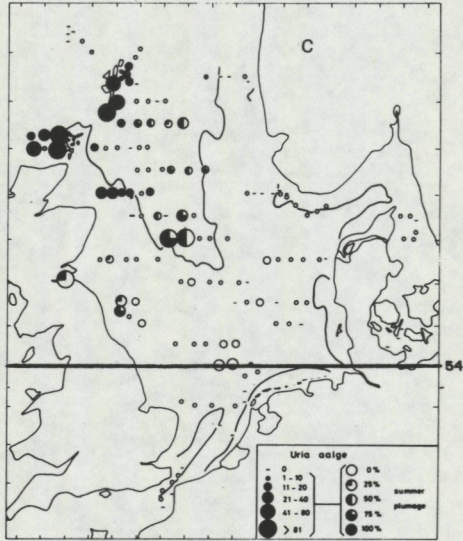 C
54
Uria aalge
- 0
1 - 10
11 - 20
21 - 40
41 - 80
> 81
0%
25%
50%
75%
100%
summer
plumage